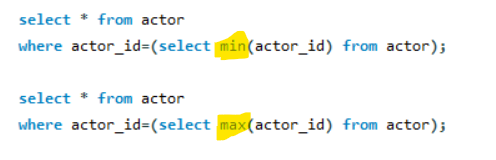 select * from actor
where actor_id=(select min(actor_id) from actor);
select * from actor
where actor_id=(select max(actor_id) from actor);